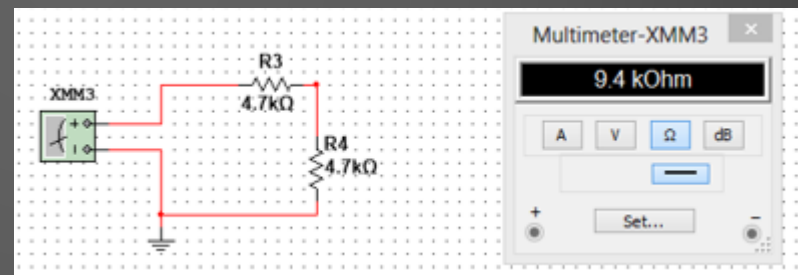 XMM3
R3
4.7kΩ
R4
4.7kΩ
Multimeter-XMM3
×
9.4 kOhm
A V Ω dB
+ Set... −